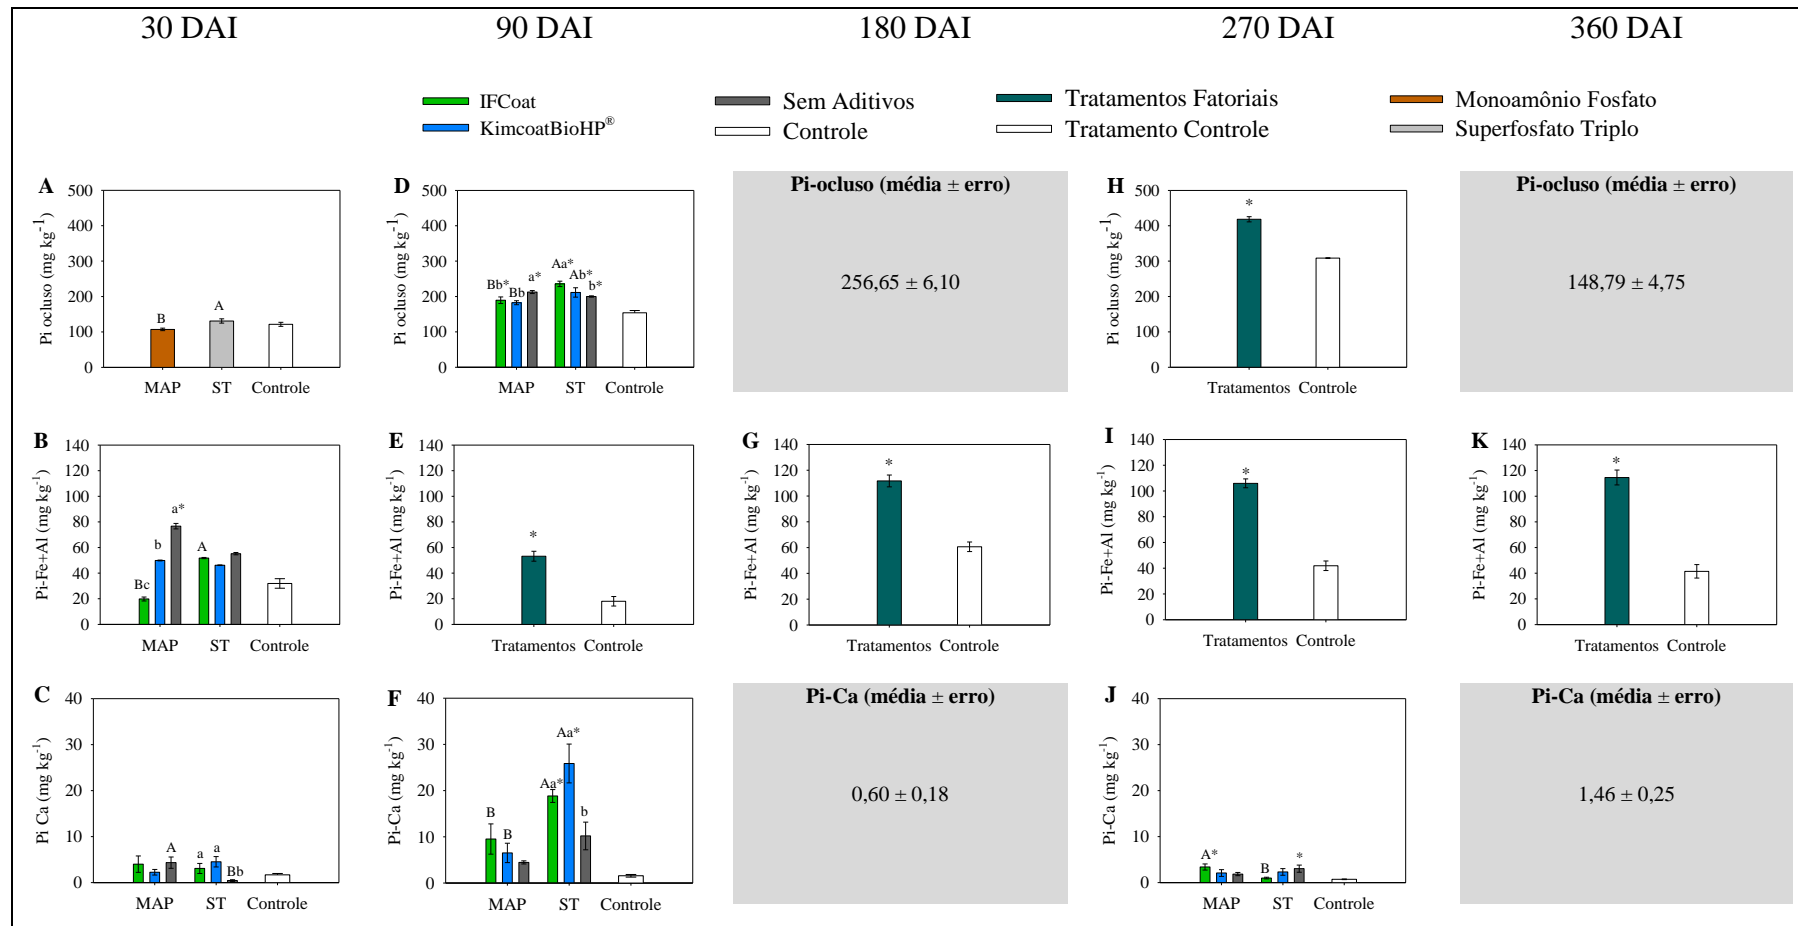 30 DAI 90 DAI 180 DAI 270 DAI 360 DAI
IFCoat Sem Aditivos Tratamentos Fatoriais Monoamônio Fosfato
KimcoatBioHP® Controle Tratamento Controle Superfosfato Triplo
A
Pi ocluso (mg kg-1)
500
400
300
200
100
0
B
A
MAP ST Controle
D
Pi ocluso (mg kg-1)
500
400
300
200
100
0
Bb* Bb a* Aa* Ab* b*
MAP ST Controle
Pi-ocluso (média ± erro)
256,65 ± 6,10
H
Pi ocluso (mg kg-1)
500
400
300
200
100
0
*
Tratamentos Controle
Pi-ocluso (média ± erro)
148,79 ± 4,75
B
Pi-Fe+Al (mg kg-1)
140
120
100
80
60
40
20
0
Bc b a* A
MAP ST Controle
E
Pi-Fe+Al (mg kg-1)
140
120
100
80
60
40
20
0
*
Tratamentos Controle
G
Pi-Fe+Al (mg kg-1)
140
120
100
80
60
40
20
0
*
Tratamentos Controle
I
Pi-Fe+Al (mg kg-1)
140
120
100
80
60
40
20
0
*
Tratamentos Controle
K
Pi-Fe+Al (mg kg-1)
140
120
100
80
60
40
20
0
*
Tratamentos Controle
C
Pi Ca (mg kg-1)
40
30
20
10
0
A a a Bb
MAP ST Controle
F
Pi-Ca (mg kg-1)
40
30
20
10
0
B B Aa* Aa* b
MAP ST Controle
Pi-Ca (média ± erro)
0,60 ± 0,18
J
Pi-Ca (mg kg-1)
40
30
20
10
0
A* B *
MAP ST Controle
Pi-Ca (média ± erro)
1,46 ± 0,25